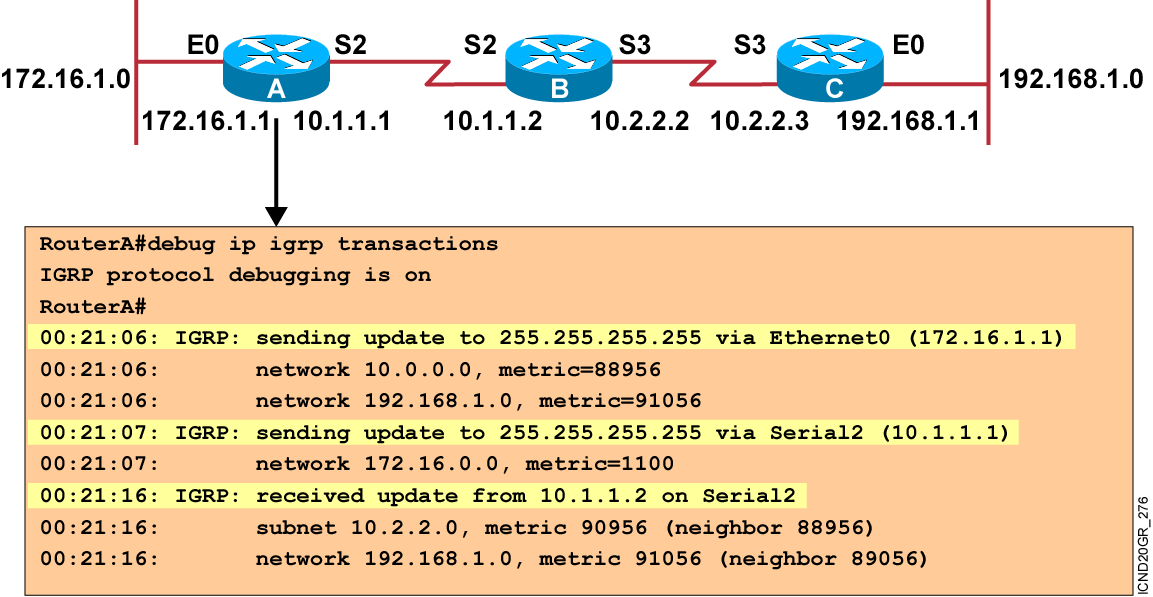 E0 S2 S2 S3 S3 E0
172.16.1.0 A B C 192.168.1.0
172.16.1.1 10.1.1.1 10.1.1.2 10.2.2.2 10.2.2.3 192.168.1.1
RouterA#debug ip igrp transactions
IGRP protocol debugging is on
RouterA#
00:21:06: IGRP: sending update to 255.255.255.255 via Ethernet0 (172.16.1.1)
00:21:06: network 10.0.0.0, metric=88956
00:21:06: network 192.168.1.0, metric=91056
00:21:07: IGRP: sending update to 255.255.255.255 via Serial2 (10.1.1.1)
00:21:07: network 172.16.0.0, metric=1100
00:21:16: IGRP: received update from 10.1.1.2 on Serial2
00:21:16: subnet 10.2.2.0, metric 90956 (neighbor 88956)
00:21:16: network 192.168.1.0, metric 91056 (neighbor 89056)
ICND20GR_276